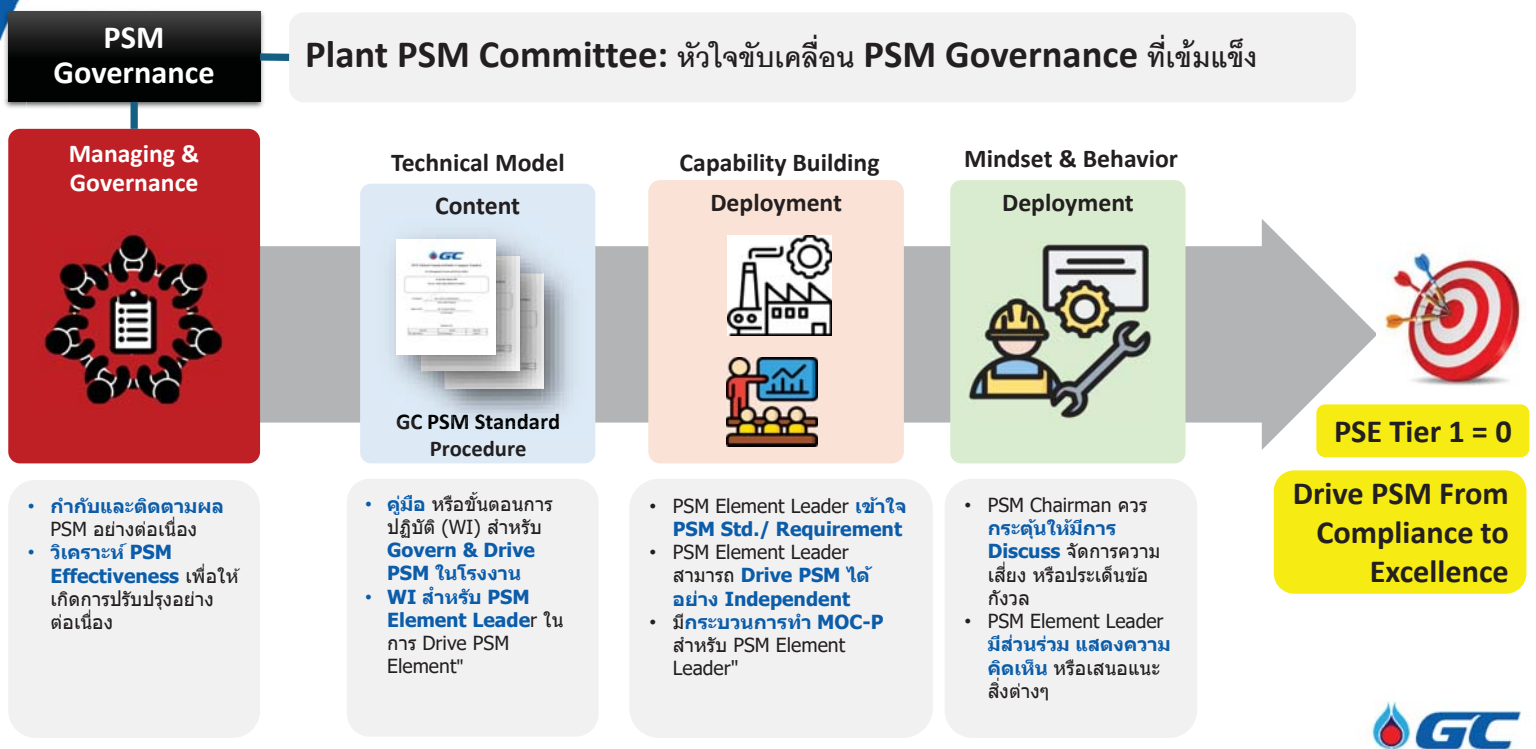 PSM
Governance
Plant PSM Committee: หัวใจขับเคลื่อน PSM Governance ที่เข้มแข็ง
Managing &
Governance
Technical Model
Content
GC
GC PSM Standard
Procedure
Capability Building
Deployment
Mindset & Behavior
Deployment
PSE Tier 1 = 0
Drive PSM From
Compliance to
Excellence
• กำกับและติดตามผล
PSM อย่างต่อเนื่อง
• วิเคราะห์ PSM
Effectiveness เพื่อให้
เกิดการปรับปรุงอย่าง
ต่อเนื่อง
• คู่มือ หรือขั้นตอนการ
ปฏิบัติ (WI) สำหรับ
Govern & Drive
PSM ในโรงงาน
• WI สำหรับ PSM
Element Leader ใน
การ Drive PSM
Element"
• PSM Element Leader เข้าใจ
PSM Std./ Requirement
• PSM Element Leader
สามารถ Drive PSM ได้
อย่าง Independent
• มีกระบวนการทำ MOC-P
สำหรับ PSM Element
Leader"
• PSM Chairman ควร
กระตุ้นให้มีการ
Discuss จัดการความ
เสี่ยง หรือประเด็นข้อ
กังวล
• PSM Element Leader
มีส่วนร่วม แสดงความ
คิดเห็น หรือเสนอแนะ
สิ่งต่างๆ
GC